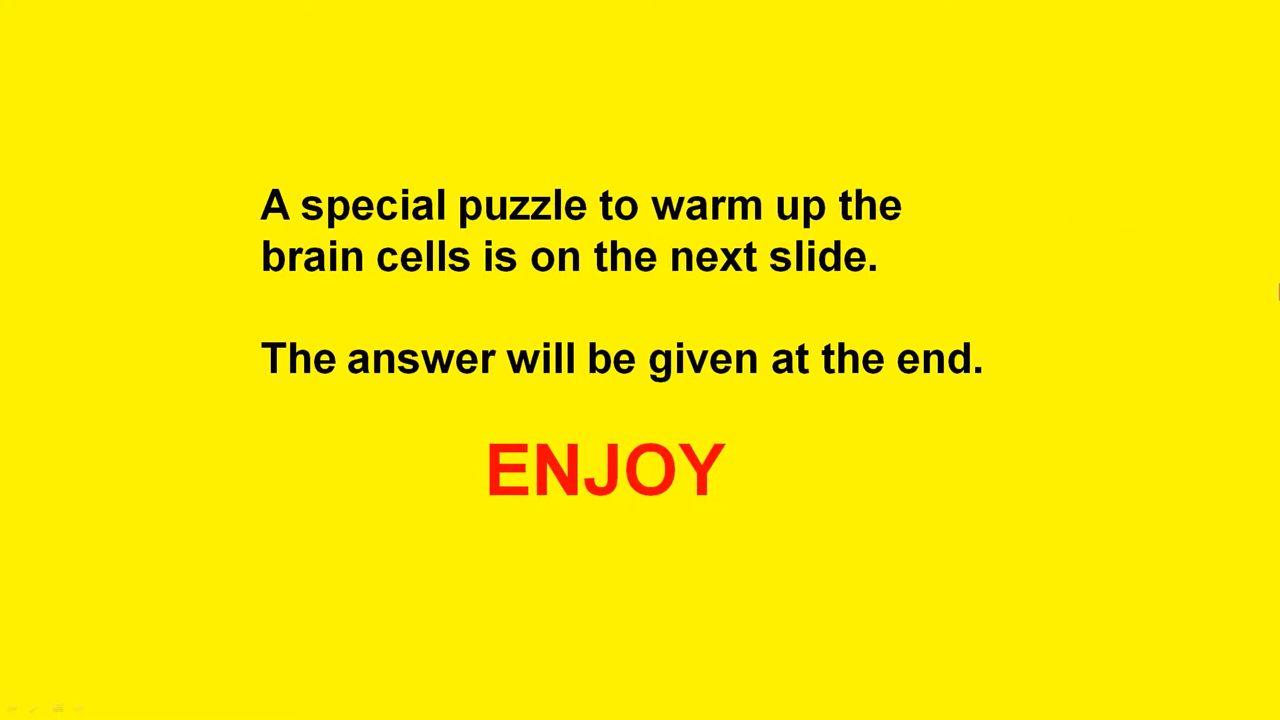 A special puzzle to warm up the
brain cells is on the next slide.
The answer will be given at the end.
ENJOY